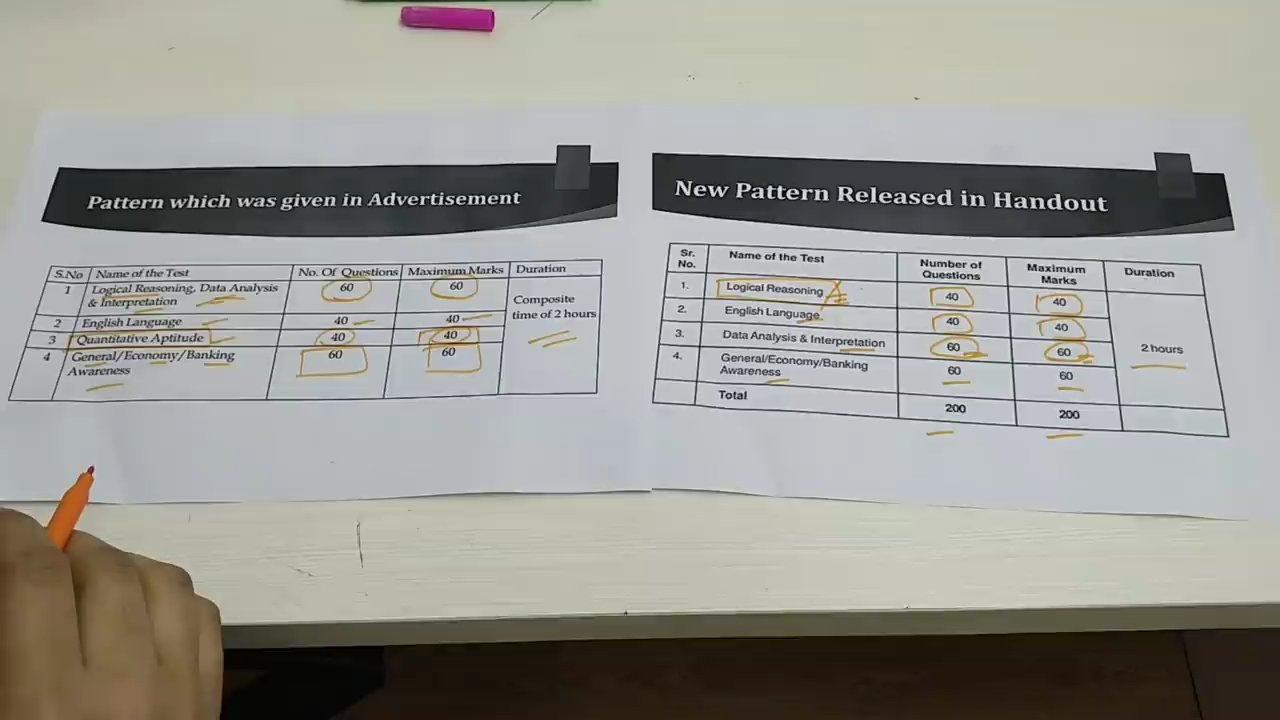 Pattern which was given in Advertisement
S.No Name of the Test No. Of Questions Maximum Marks Duration
1 Logical Reasoning, Data Analysis & Interpretation 60 60 Composite time of 2 hours
2 English Language 40 40
3 Quantitative Aptitude 40 40
4 General/Economy/Banking Awareness 60 60
New Pattern Released in Handout
Sr. No. Name of the Test Number of Questions Maximum Marks Duration
1. Logical Reasoning 40 40 2 hours
2. English Language 40 40
3. Data Analysis & Interpretation 60 60
4. General/Economy/Banking Awareness 60 60
Total 200 200